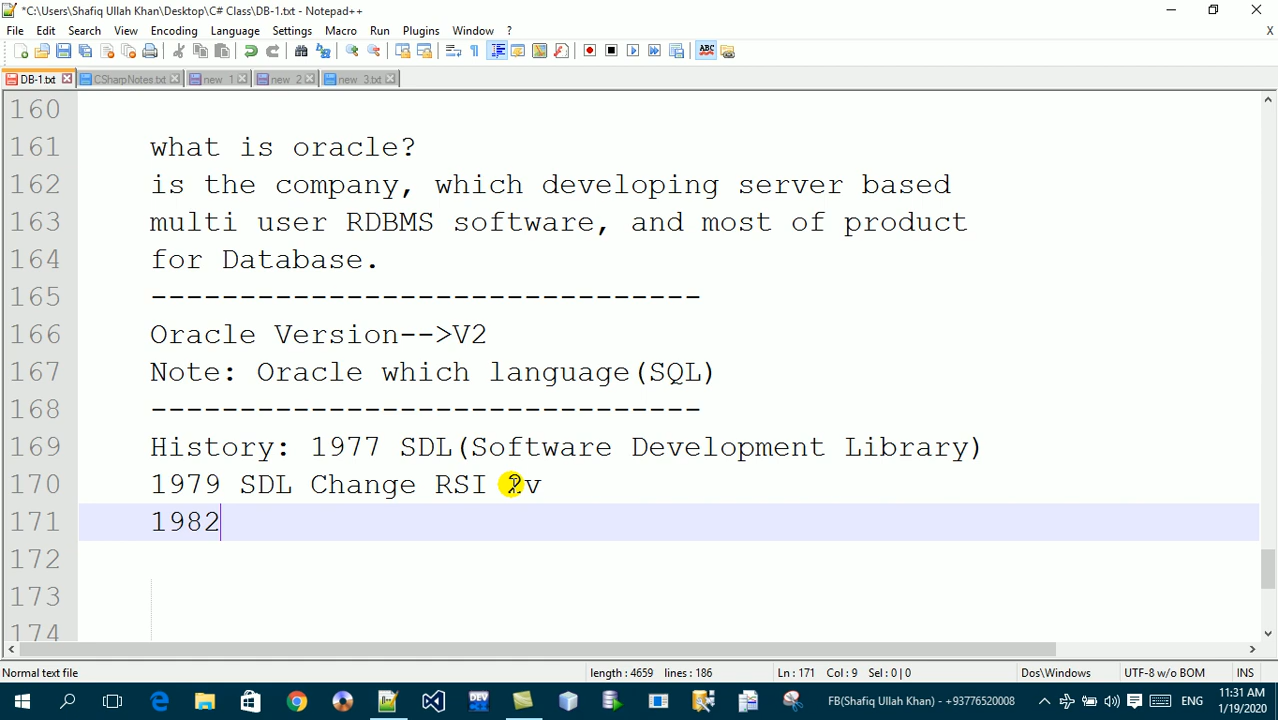 *C:\Users\Shafiq Ullah Khan\Desktop\C# Class\DB-1.txt - Notepad++
File Edit Search View Encoding Language Settings Macro Run Plugins Window ?
X
ABC
DB-1.txt CSharpNotes.txt new 1 new 2 new 3.txt
160
161 what is oracle?
162 is the company, which developing server based
163 multi user RDBMS software, and most of product
164 for Database.
165 -------------------------------
166 Oracle Version-->V2
167 Note: Oracle which language(SQL)
168 -------------------------------
169 History: 1977 SDL(Software Development Library)
170 1979 SDL Change RSI 2v
171 1982
172
173
174
Normal text file length : 4659 lines : 186 Ln : 171 Col : 9 Sel : 0 | 0 Dos\Windows UTF-8 w/o BOM INS
DEV
FB(Shafiq Ullah Khan) - +93776520008 ENG 11:31 AM
1/19/2020